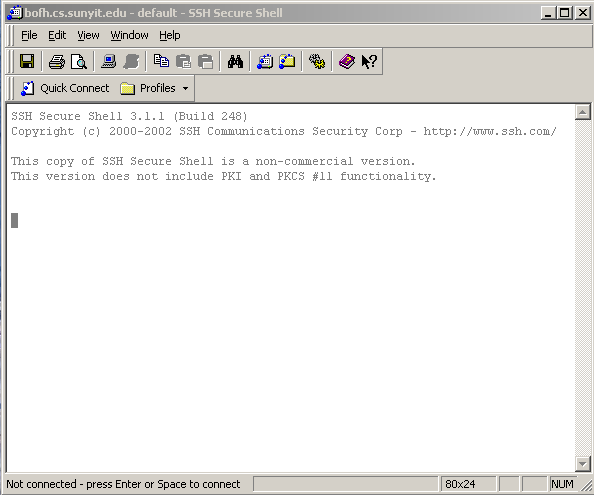 bofh.cs.sunyit.edu - default - SSH Secure Shell
File Edit View Window Help
Quick Connect Profiles
SSH Secure Shell 3.1.1 (Build 248)
Copyright (c) 2000-2002 SSH Communications Security Corp - http://www.ssh.com/
This copy of SSH Secure Shell is a non-commercial version.
This version does not include PKI and PKCS #11 functionality.
Not connected - press Enter or Space to connect 80x24 NUM